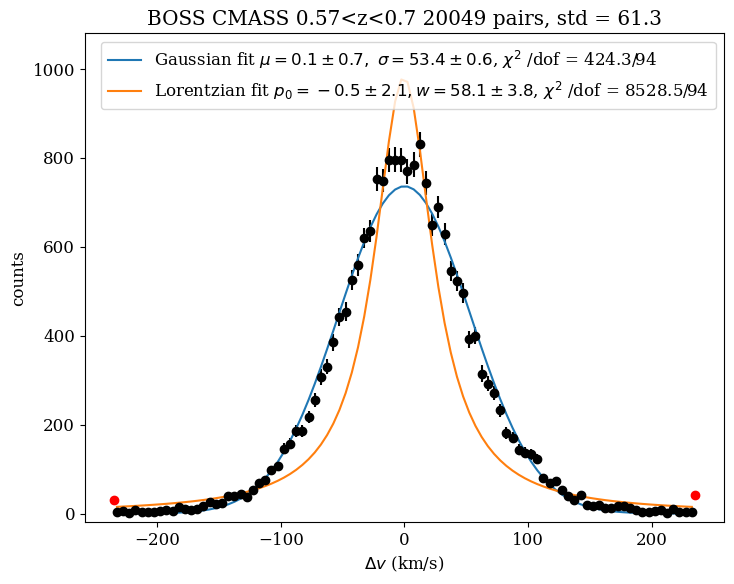 BOSS CMASS 0.57<z<0.7 20049 pairs, std = 61.3
Gaussian fit μ = 0.1 ± 0.7, σ = 53.4 ± 0.6, χ² /dof = 424.3/94
Lorentzian fit p₀ = −0.5 ± 2.1, w = 58.1 ± 3.8, χ² /dof = 8528.5/94
1000
800
600
400
200
0
counts
−200 −100 0 100 200
Δv (km/s)